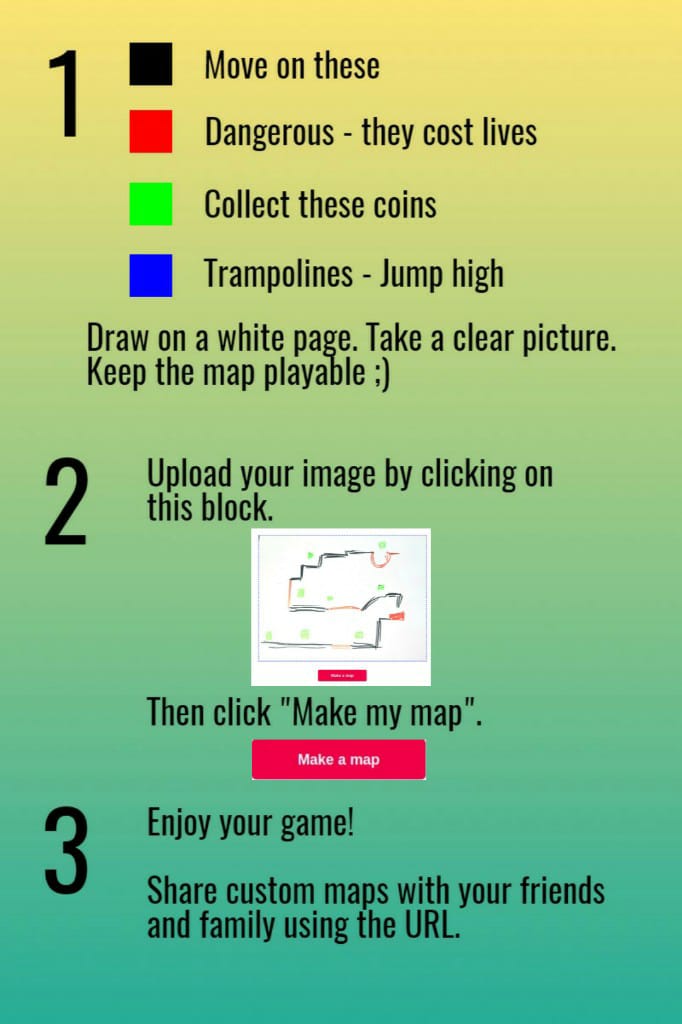 1
Move on these
Dangerous - they cost lives
Collect these coins
Trampolines - Jump high
Draw on a white page. Take a clear picture.
Keep the map playable ;)
2
Upload your image by clicking on
this block.
Make a map
Then click "Make my map".
Make a map
3
Enjoy your game!
Share custom maps with your friends
and family using the URL.